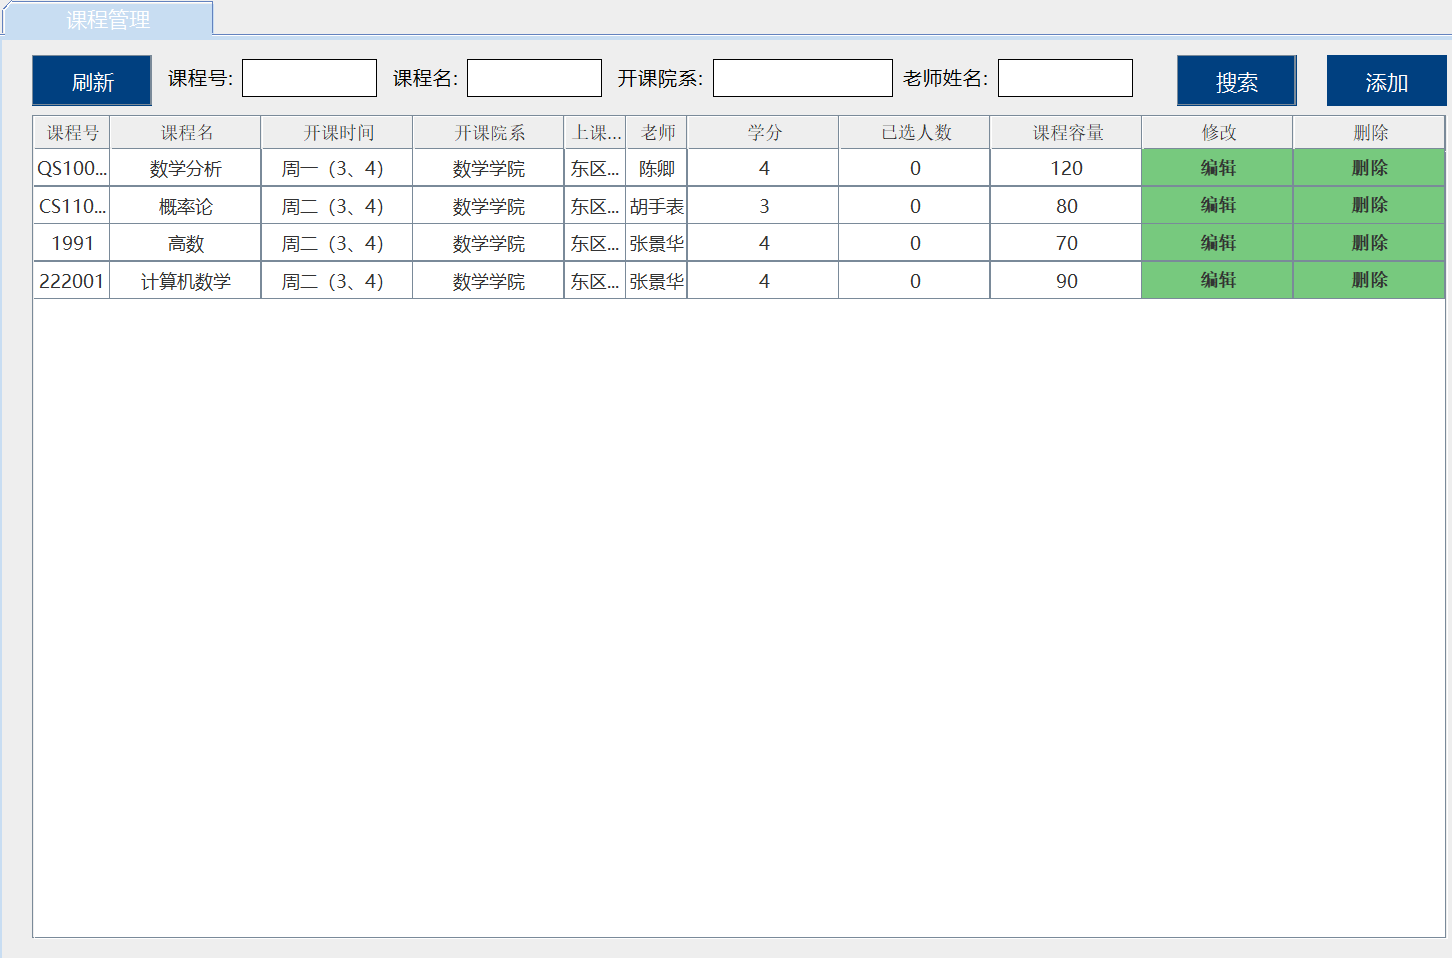 课程管理
刷新 课程号: 课程名: 开课院系: 老师姓名: 搜索 添加
课程号 课程名 开课时间 开课院系 上课... 老师 学分 已选人数 课程容量 修改 删除
QS100... 数学分析 周一（3、4） 数学学院 东区... 陈卿 4 0 120 编辑 删除
CS110... 概率论 周二（3、4） 数学学院 东区... 胡手表 3 0 80 编辑 删除
1991 高数 周二（3、4） 数学学院 东区... 张景华 4 0 70 编辑 删除
222001 计算机数学 周二（3、4） 数学学院 东区... 张景华 4 0 90 编辑 删除